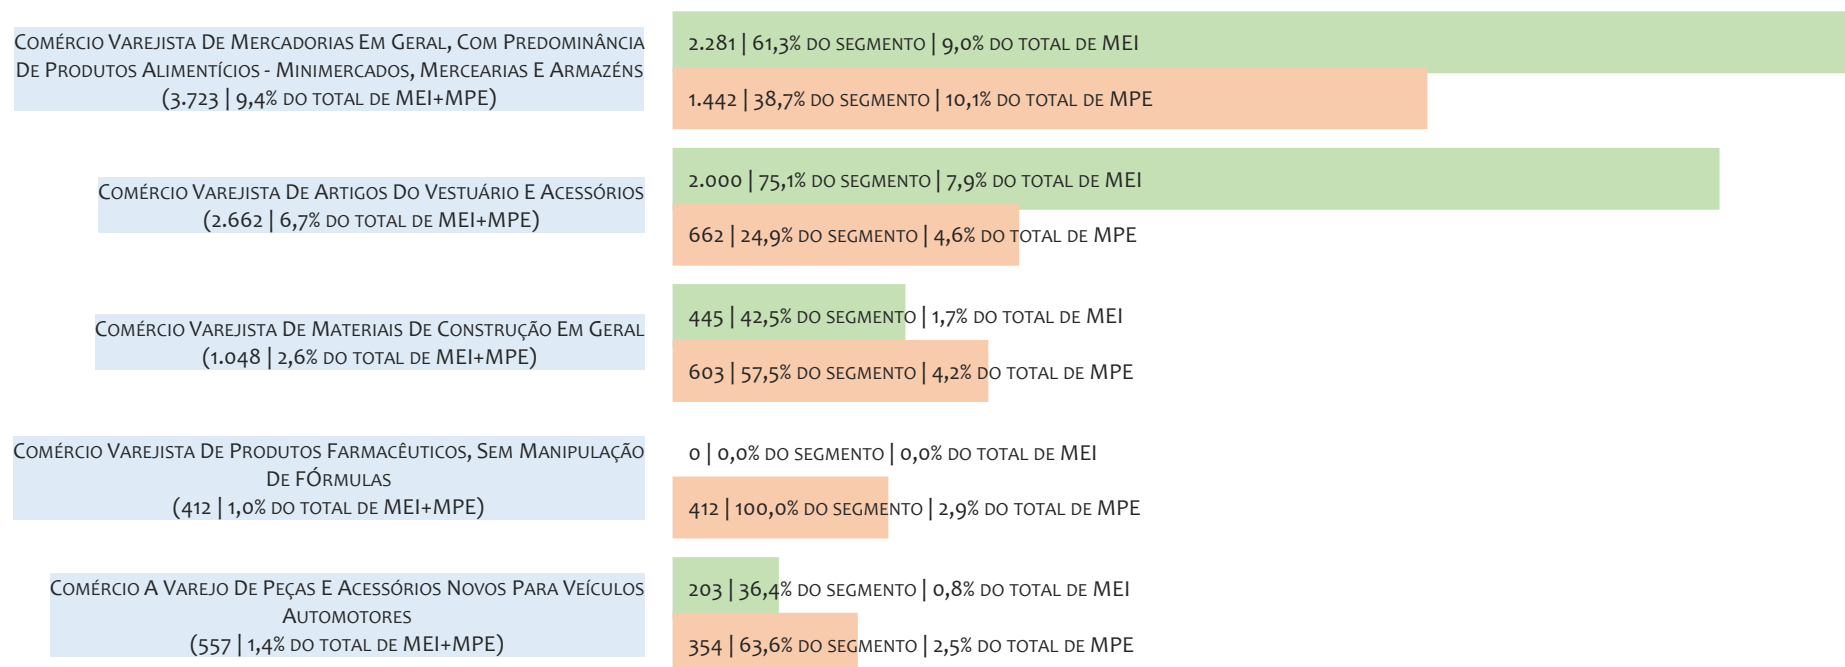 Comércio Varejista De Mercadorias Em Geral, Com Predominância
De Produtos Alimentícios - Minimercados, Mercearias E Armazéns
(3.723 | 9,4% do total de MEI+MPE)
2.281 | 61,3% do segmento | 9,0% do total de MEI
1.442 | 38,7% do segmento | 10,1% do total de MPE
Comércio Varejista De Artigos Do Vestuário E Acessórios
(2.662 | 6,7% do total de MEI+MPE)
2.000 | 75,1% do segmento | 7,9% do total de MEI
662 | 24,9% do segmento | 4,6% do total de MPE
Comércio Varejista De Materiais De Construção Em Geral
(1.048 | 2,6% do total de MEI+MPE)
445 | 42,5% do segmento | 1,7% do total de MEI
603 | 57,5% do segmento | 4,2% do total de MPE
Comércio Varejista De Produtos Farmacêuticos, Sem Manipulação
De FÓrmulas
(412 | 1,0% do total de MEI+MPE)
0 | 0,0% do segmento | 0,0% do total de MEI
412 | 100,0% do segmento | 2,9% do total de MPE
Comércio A Varejo De Peças E Acessórios Novos Para Veículos
Automotores
(557 | 1,4% do total de MEI+MPE)
203 | 36,4% do segmento | 0,8% do total de MEI
354 | 63,6% do segmento | 2,5% do total de MPE